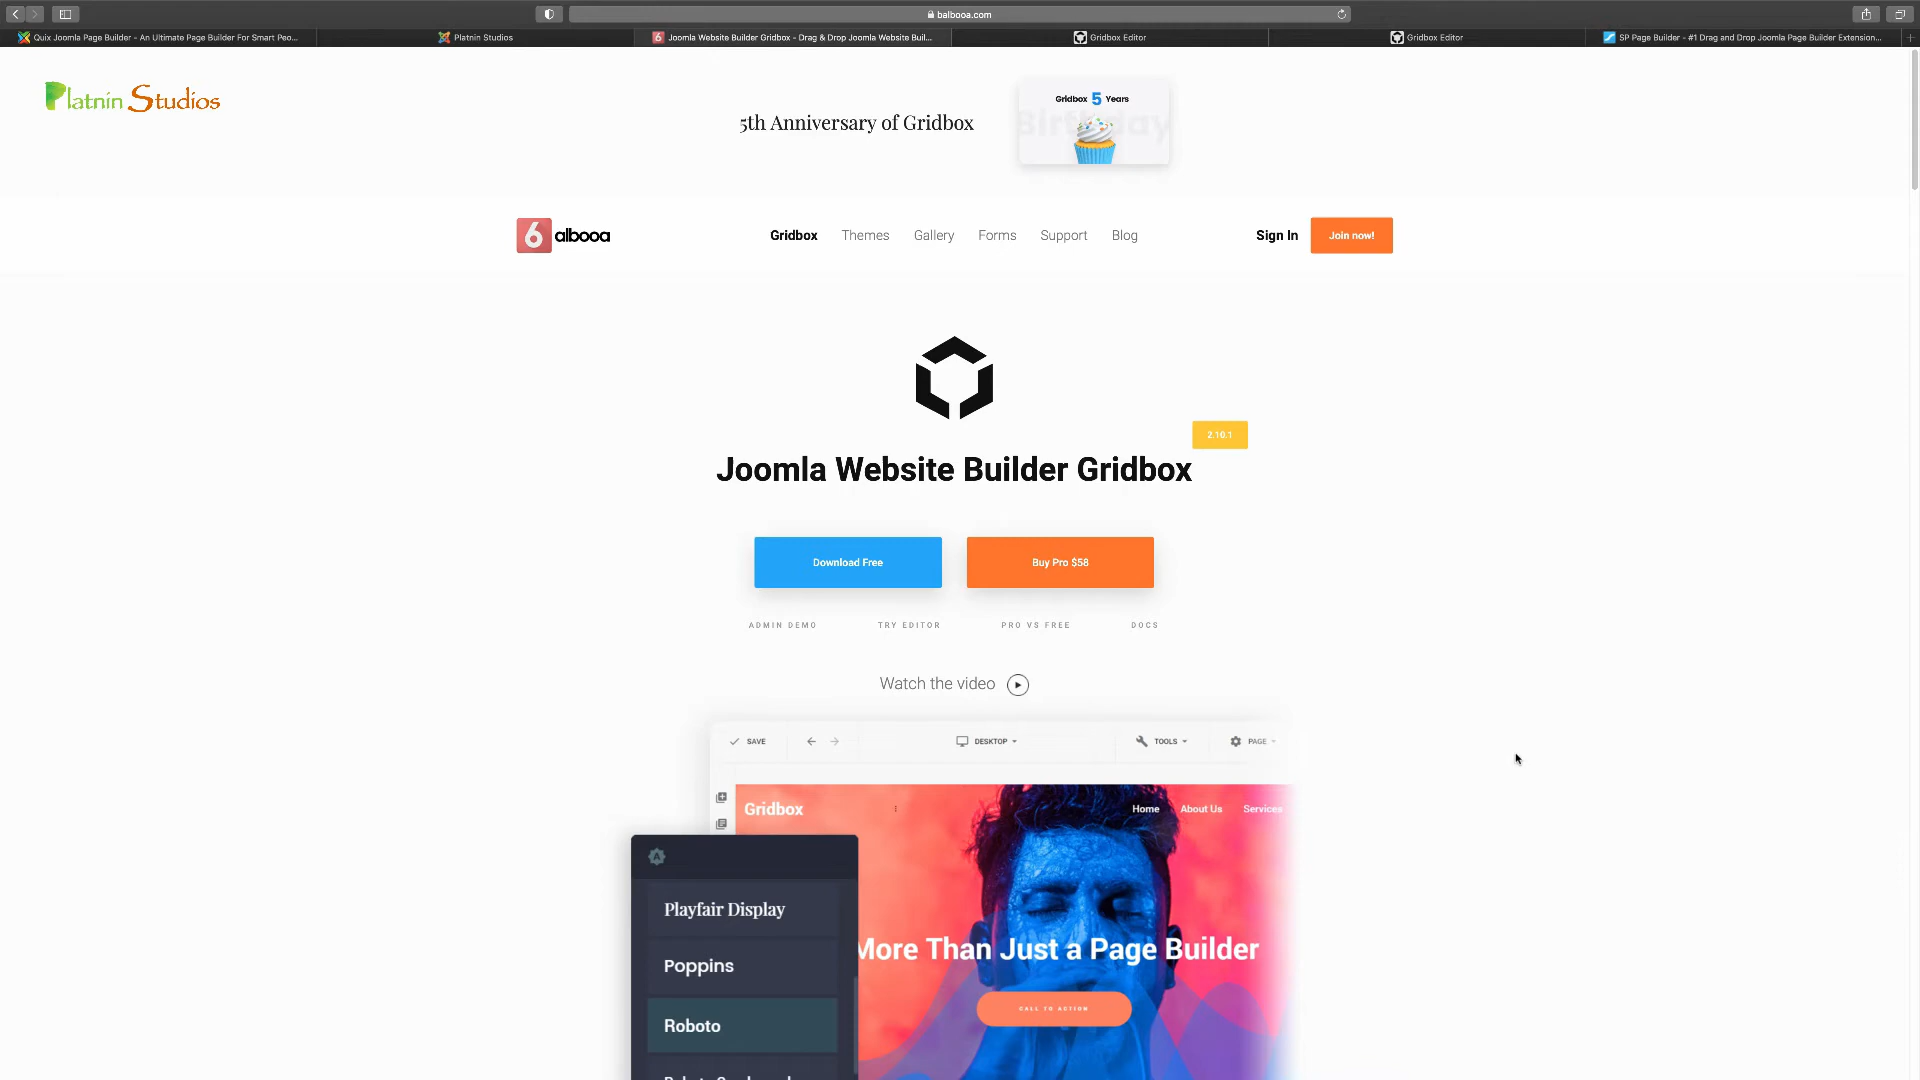 balbooa.com
Quix Joomla Page Builder - An Ultimate Page Builder For Smart Peo...
Platnin Studios
Joomla Website Builder Gridbox - Drag & Drop Joomla Website Buil...
Gridbox Editor
Gridbox Editor
SP Page Builder - #1 Drag and Drop Joomla Page Builder Extension...
Platnin Studios
5th Anniversary of Gridbox
Gridbox 5 Years
Birthday
6 albooa
Gridbox
Themes
Gallery
Forms
Support
Blog
Sign In
Join now!
2.10.1
Joomla Website Builder Gridbox
Download Free
Buy Pro $58
ADMIN DEMO
TRY EDITOR
PRO VS FREE
DOCS
Watch the video
SAVE
DESKTOP
TOOLS
PAGE
Gridbox
Home
About Us
Services
Playfair Display
Poppins
Roboto
More Than Just a Page Builder
CALL TO ACTION